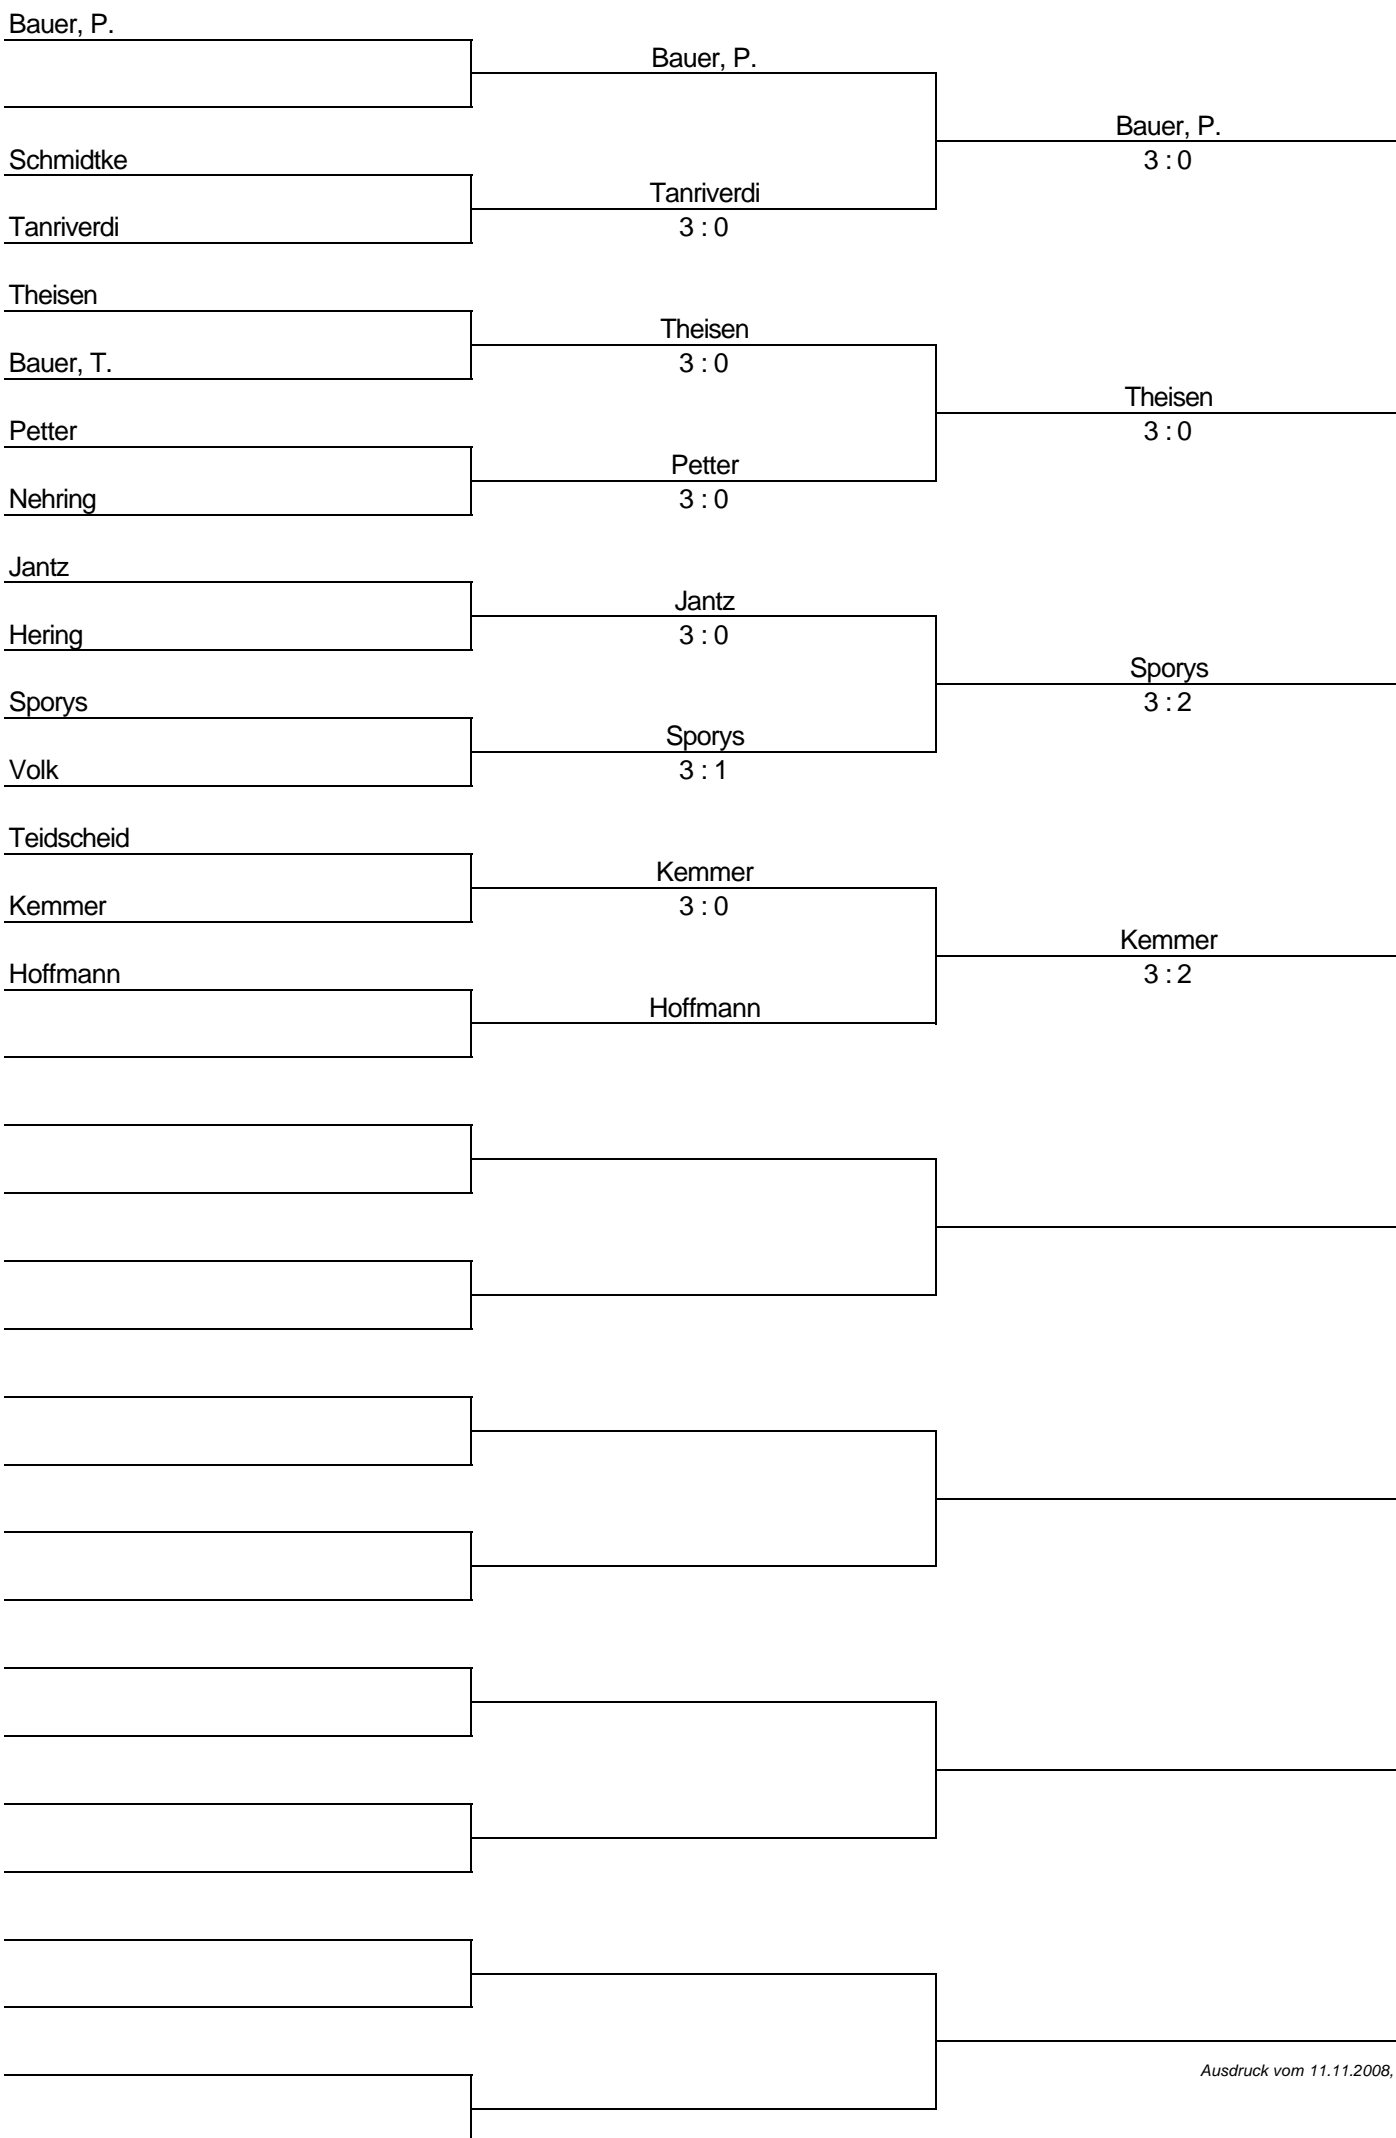 Bauer, P.
Bauer, P.
Bauer, P.
Schmidtke
3 : 0
Tanriverdi
Tanriverdi
3 : 0
Theisen
Theisen
Bauer, T.
3 : 0
Theisen
Petter
3 : 0
Petter
Nehring
3 : 0
Jantz
Jantz
Hering
3 : 0
Sporys
Sporys
3 : 2
Sporys
Volk
3 : 1
Teidscheid
Kemmer
Kemmer
3 : 0
Kemmer
Hoffmann
3 : 2
Hoffmann
Ausdruck vom 11.11.2008,